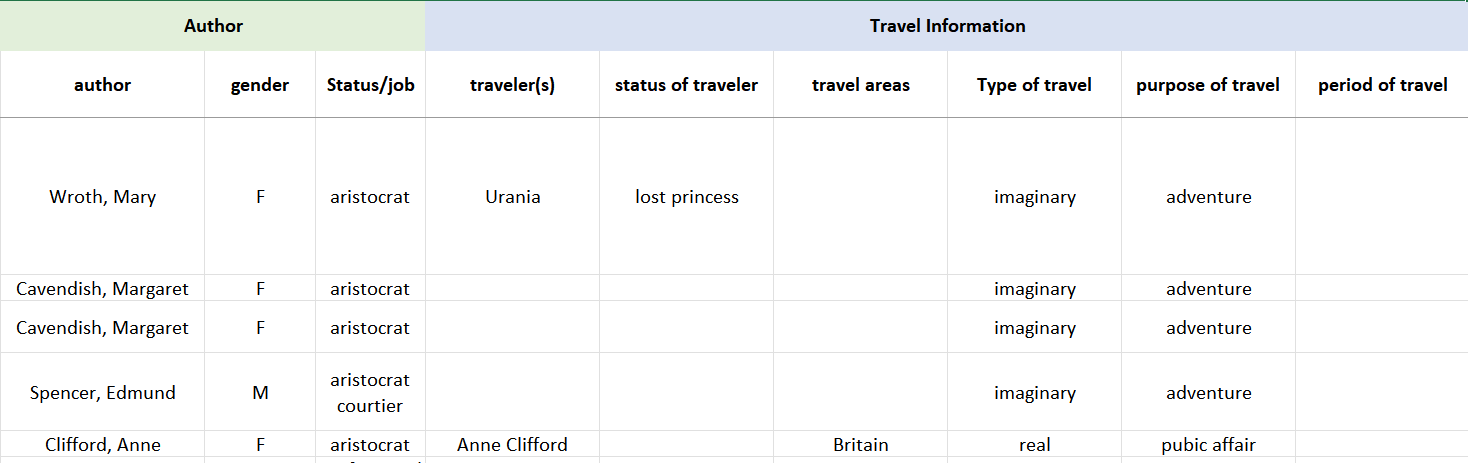 Author Travel Information
author gender Status/job traveler(s) status of traveler travel areas Type of travel purpose of travel period of travel
Wroth, Mary F aristocrat Urania lost princess imaginary adventure
Cavendish, Margaret F aristocrat imaginary adventure
Cavendish, Margaret F aristocrat imaginary adventure
Spencer, Edmund M aristocrat courtier imaginary adventure
Clifford, Anne F aristocrat Anne Clifford Britain real pubic affair